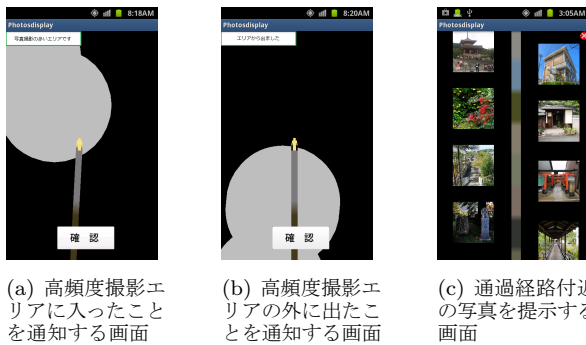 8:18AM
Photosdisplay
写真撮影の多いエリアです
確 認
8:20AM
Photosdisplay
エリアから出ました
確 認
3:05AM
Photosdisplay
(a) 高頻度撮影エ
リアに入ったこと
を通知する画面
(b) 高頻度撮影エ
リアの外に出たこ
とを通知する画面
(c) 通過経路付近
の写真を提示する
画面